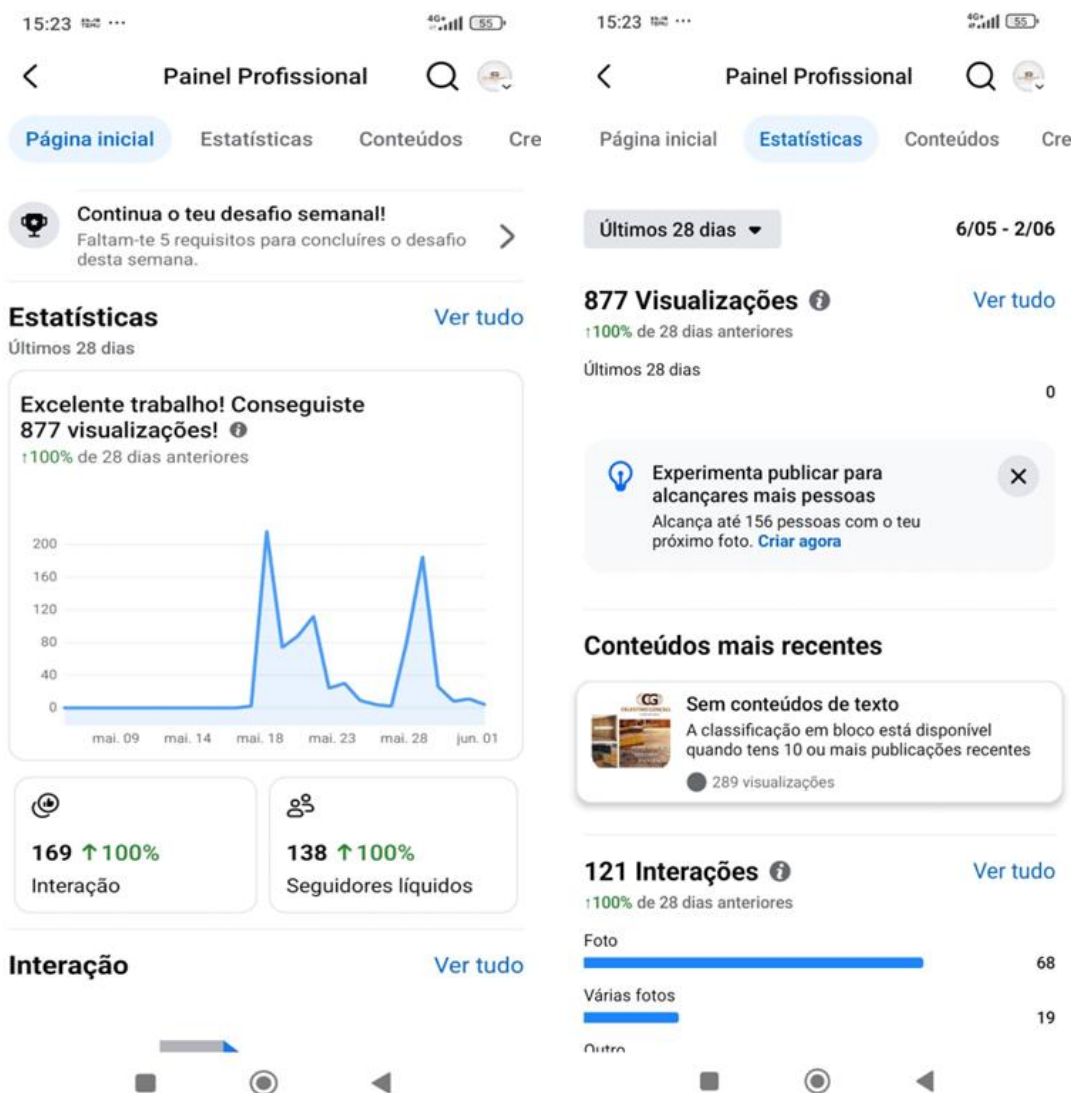 15:23
4G+
55
Painel Profissional
Página inicial
Estatísticas
Conteúdos
Cre
Continua o teu desafio semanal!
Faltam-te 5 requisitos para concluíres o desafio
desta semana.
Estatísticas
Ver tudo
Últimos 28 dias
Excelente trabalho! Conseguiste
877 visualizações!
↑100% de 28 dias anteriores
200
160
120
80
40
0
mai. 09
mai. 14
mai. 18
mai. 23
mai. 28
jun. 01
169 ↑100%
Interação
138 ↑100%
Seguidores líquidos
Interação
Ver tudo
15:23
4G+
55
Painel Profissional
Página inicial
Estatísticas
Conteúdos
Cre
Últimos 28 dias
6/05 - 2/06
877 Visualizações
Ver tudo
↑100% de 28 dias anteriores
Últimos 28 dias
0
Experimenta publicar para
alcançares mais pessoas
Alcança até 156 pessoas com o teu
próximo foto. Criar agora
Conteúdos mais recentes
CG
Sem conteúdos de texto
A classificação em bloco está disponível
quando tens 10 ou mais publicações recentes
289 visualizações
121 Interações
Ver tudo
↑100% de 28 dias anteriores
Foto
68
Várias fotos
19
Outro